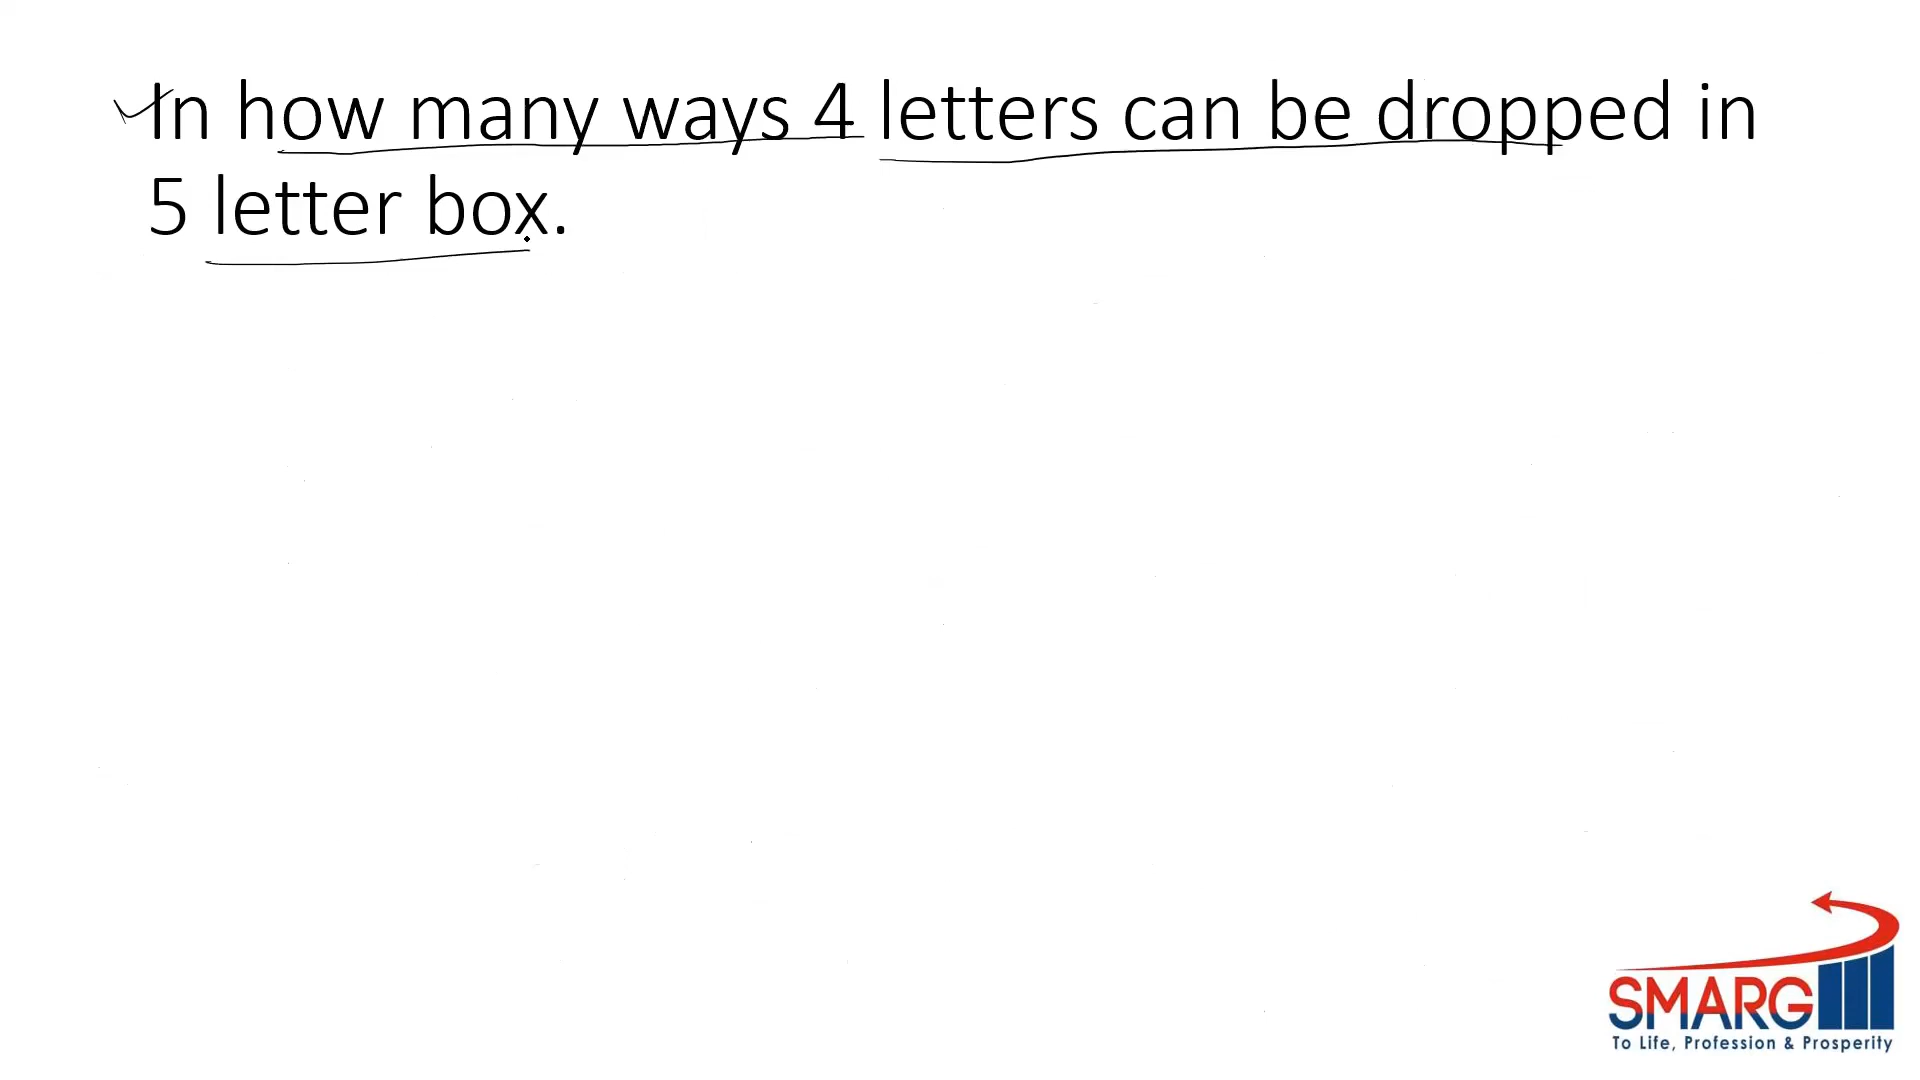 In how many ways 4 letters can be dropped in
5 letter box.
SMARG
To Life, Profession & Prosperity